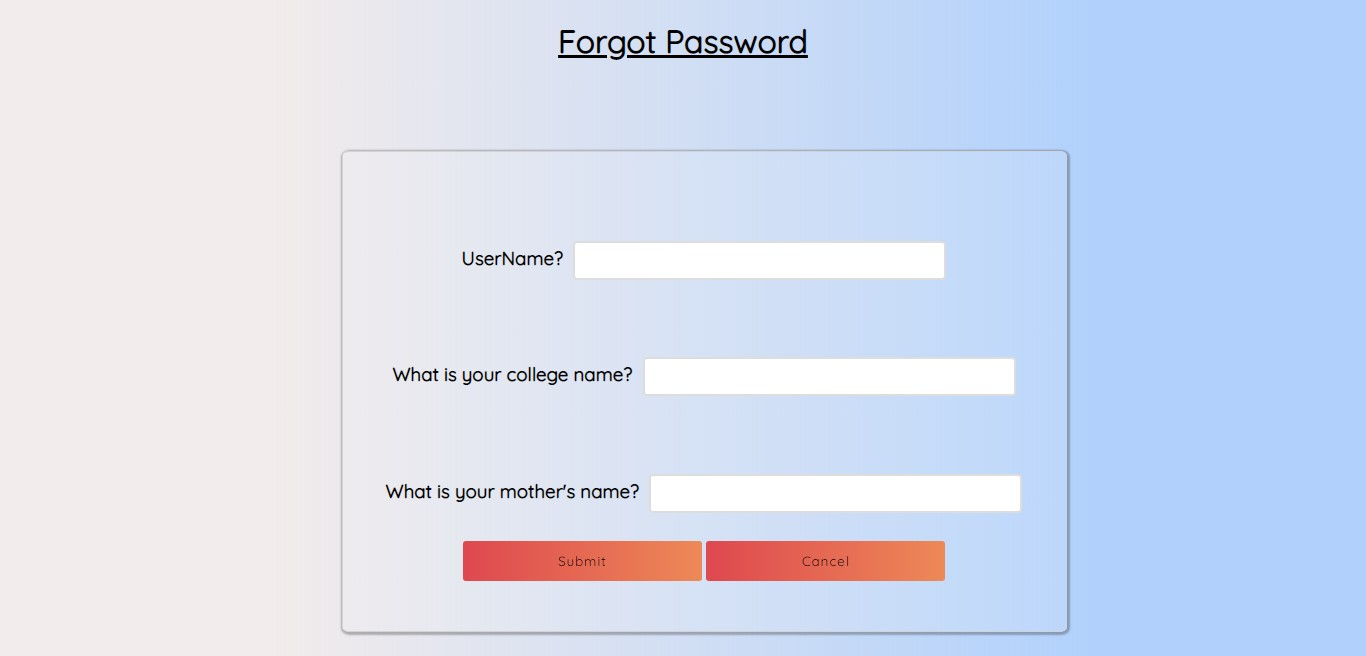 Forgot Password
UserName?
What is your college name?
What is your mother's name?
Submit Cancel